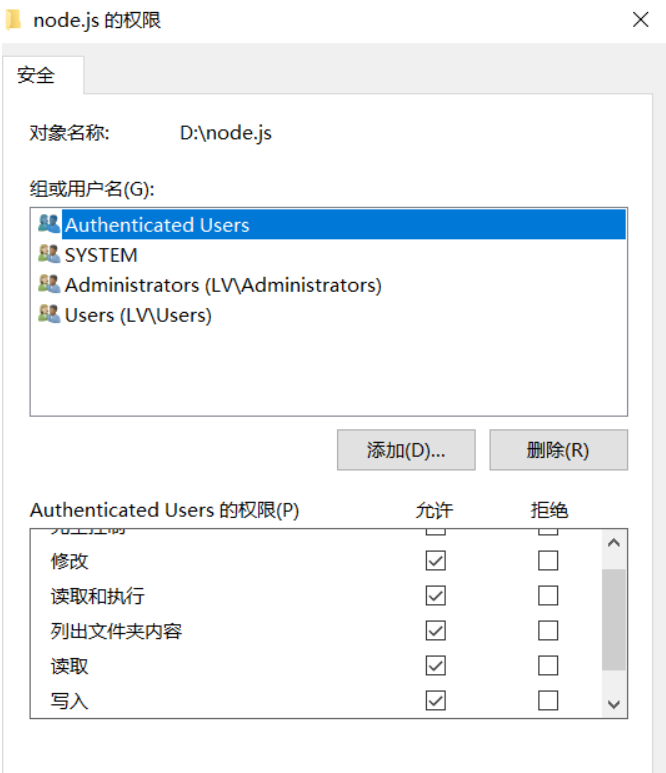 node.js 的权限
安全
对象名称: D:\node.js
组或用户名(G):
Authenticated Users
SYSTEM
Administrators (LV\Administrators)
Users (LV\Users)
添加(D)... 删除(R)
Authenticated Users 的权限(P) 允许 拒绝
修改
读取和执行
列出文件夹内容
读取
写入